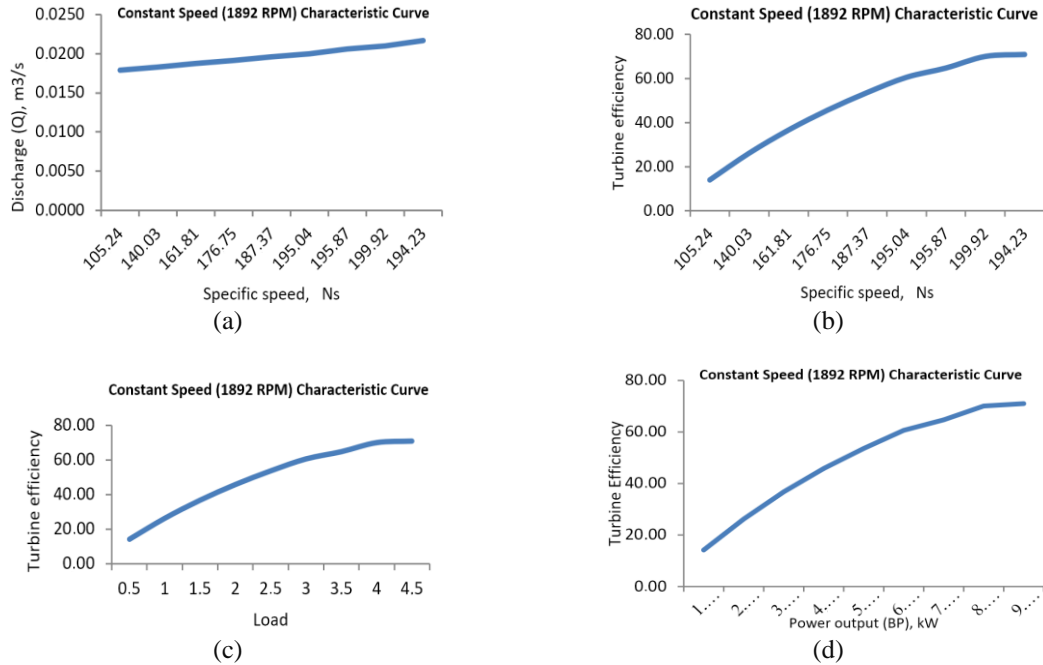 Constant Speed (1892 RPM) Characteristic Curve
0.0250
0.0200
0.0150
0.0100
0.0050
0.0000
Discharge (Q), m3/s
105.24 140.03 161.81 176.75 187.37 195.04 195.87 199.92 194.23
Specific speed, Ns
(a)
Constant Speed (1892 RPM) Characteristic Curve
80.00
60.00
40.00
20.00
0.00
Turbine efficiency
105.24 140.03 161.81 176.75 187.37 195.04 195.87 199.92 194.23
Specific speed, Ns
(b)
Constant Speed (1892 RPM) Characteristic Curve
80.00
60.00
40.00
20.00
0.00
Turbine efficiency
0.5 1 1.5 2 2.5 3 3.5 4 4.5
Load
(c)
Constant Speed (1892 RPM) Characteristic Curve
80.00
60.00
40.00
20.00
0.00
Turbine Efficiency
1.… 2.… 3.… 4.… 5.… 6.… 7.… 8.… 9.…
Power output (BP), kW
(d)